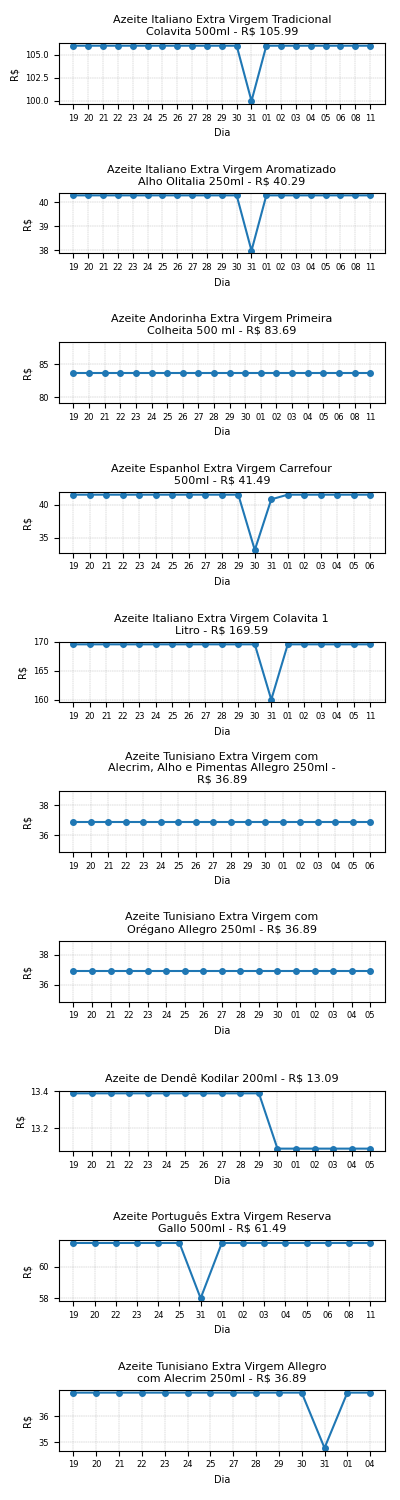 Azeite Italiano Extra Virgem Tradicional
Colavita 500ml - R$ 105.99
105.0
102.5
100.0
R$
19 20 21 22 23 24 25 26 27 28 29 30 31 01 02 03 04 05 06 08 11
Dia
Azeite Italiano Extra Virgem Aromatizado
Alho Olitalia 250ml - R$ 40.29
40
39
38
R$
19 20 21 22 23 24 25 26 27 28 29 30 31 01 02 03 04 05 06 08 11
Dia
Azeite Andorinha Extra Virgem Primeira
Colheita 500 ml - R$ 83.69
85
80
R$
19 20 21 22 23 24 25 26 27 28 29 30 01 02 03 04 05 06 08 11
Dia
Azeite Espanhol Extra Virgem Carrefour
500ml - R$ 41.49
40
35
R$
19 20 21 22 23 24 25 26 27 28 29 30 31 01 02 03 04 05 06
Dia
Azeite Italiano Extra Virgem Colavita 1
Litro - R$ 169.59
170
165
160
R$
19 20 21 22 23 24 25 26 27 28 29 30 31 01 02 03 04 05 11
Dia
Azeite Tunisiano Extra Virgem com
Alecrim, Alho e Pimentas Allegro 250ml -
R$ 36.89
38
36
R$
19 20 21 22 23 24 25 26 27 28 29 30 01 02 03 04 05 06
Dia
Azeite Tunisiano Extra Virgem com
Orégano Allegro 250ml - R$ 36.89
38
36
R$
19 20 21 22 23 24 25 26 27 28 29 30 01 02 03 04 05
Dia
Azeite de Dendê Kodilar 200ml - R$ 13.09
13.4
13.2
R$
19 20 21 22 23 24 25 26 27 28 29 30 01 02 03 04 05
Dia
Azeite Português Extra Virgem Reserva
Gallo 500ml - R$ 61.49
60
58
R$
19 20 22 23 24 25 31 01 02 03 04 05 06 08 11
Dia
Azeite Tunisiano Extra Virgem Allegro
com Alecrim 250ml - R$ 36.89
36
35
R$
19 20 21 22 23 24 25 26 27 28 29 30 31 01 04
Dia